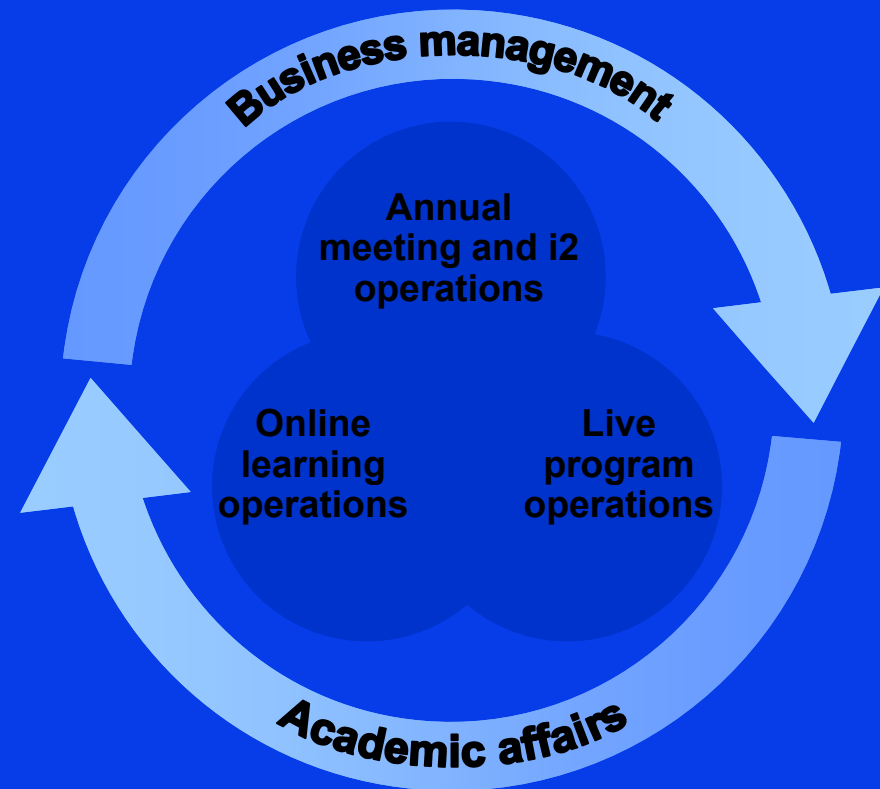 Business management
Annual
meeting and i2
operations
Online
learning
operations
Live
program
operations
Academic affairs